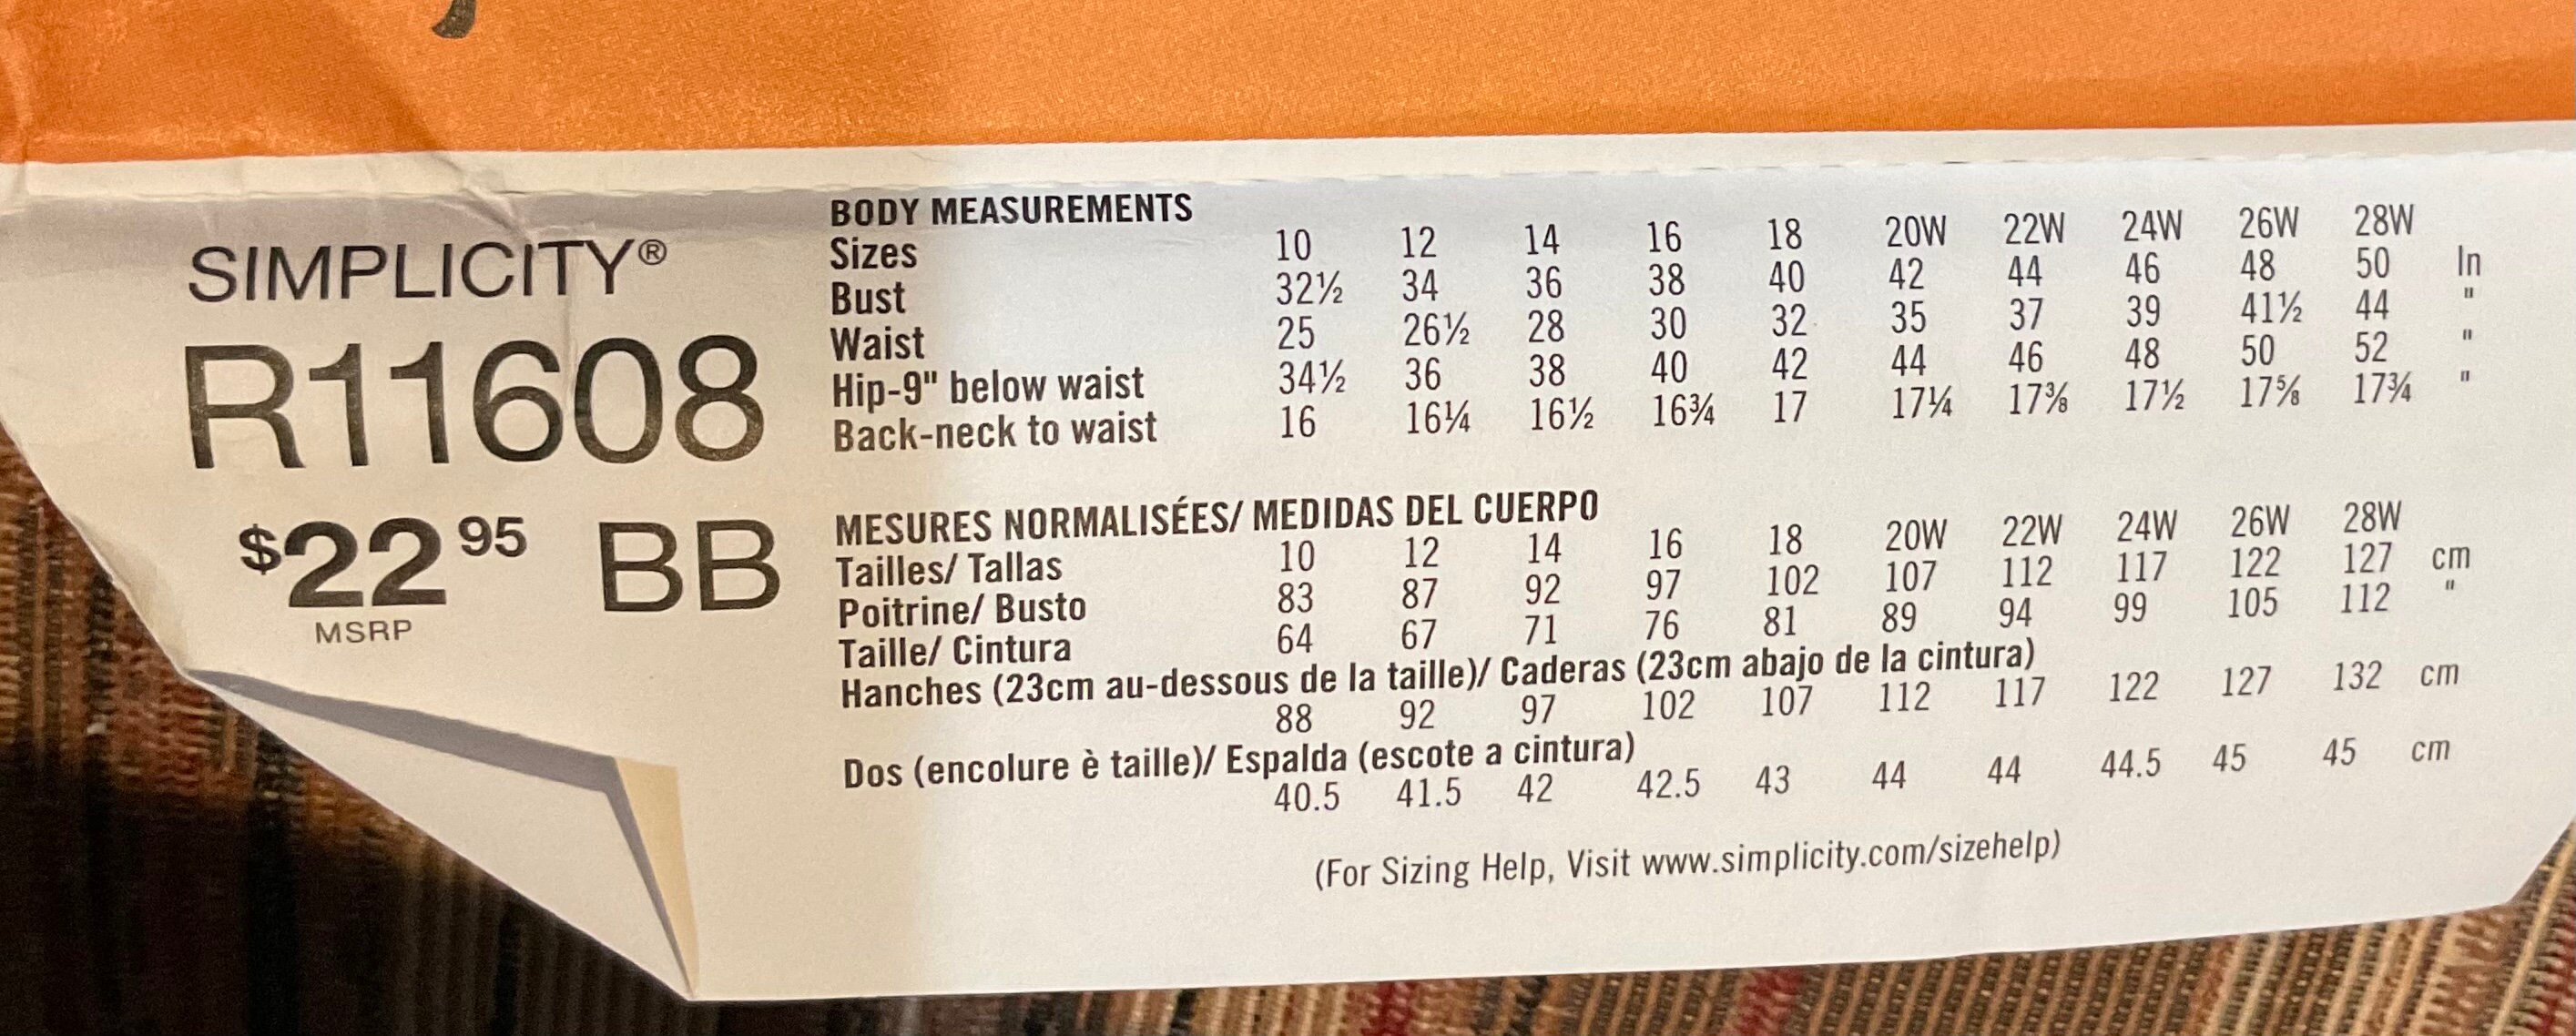 SIMPLICITY®
R11608
$22 95 BB
MSRP
BODY MEASUREMENTS
Sizes 10 12 14 16 18 20W 22W 24W 26W 28W
Bust 32½ 34 36 38 40 42 44 46 48 50 In
Waist 25 26½ 28 30 32 35 37 39 41½ 44 "
Hip-9" below waist 34½ 36 38 40 42 44 46 48 50 52 "
Back-neck to waist 16 16¼ 16½ 16¾ 17 17¼ 17⅜ 17½ 17⅝ 17¾ "
MESURES NORMALISÉES/ MEDIDAS DEL CUERPO
Tailles/ Tallas 10 12 14 16 18 20W 22W 24W 26W 28W
Poitrine/ Busto 83 87 92 97 102 107 112 117 122 127 cm
Taille/ Cintura 64 67 71 76 81 89 94 99 105 112 "
Hanches (23cm au-dessous de la taille)/ Caderas (23cm abajo de la cintura)
88 92 97 102 107 112 117 122 127 132 cm
Dos (encolure è taille)/ Espalda (escote a cintura)
40.5 41.5 42 42.5 43 44 44 44.5 45 45 cm
(For Sizing Help, Visit www.simplicity.com/sizehelp)